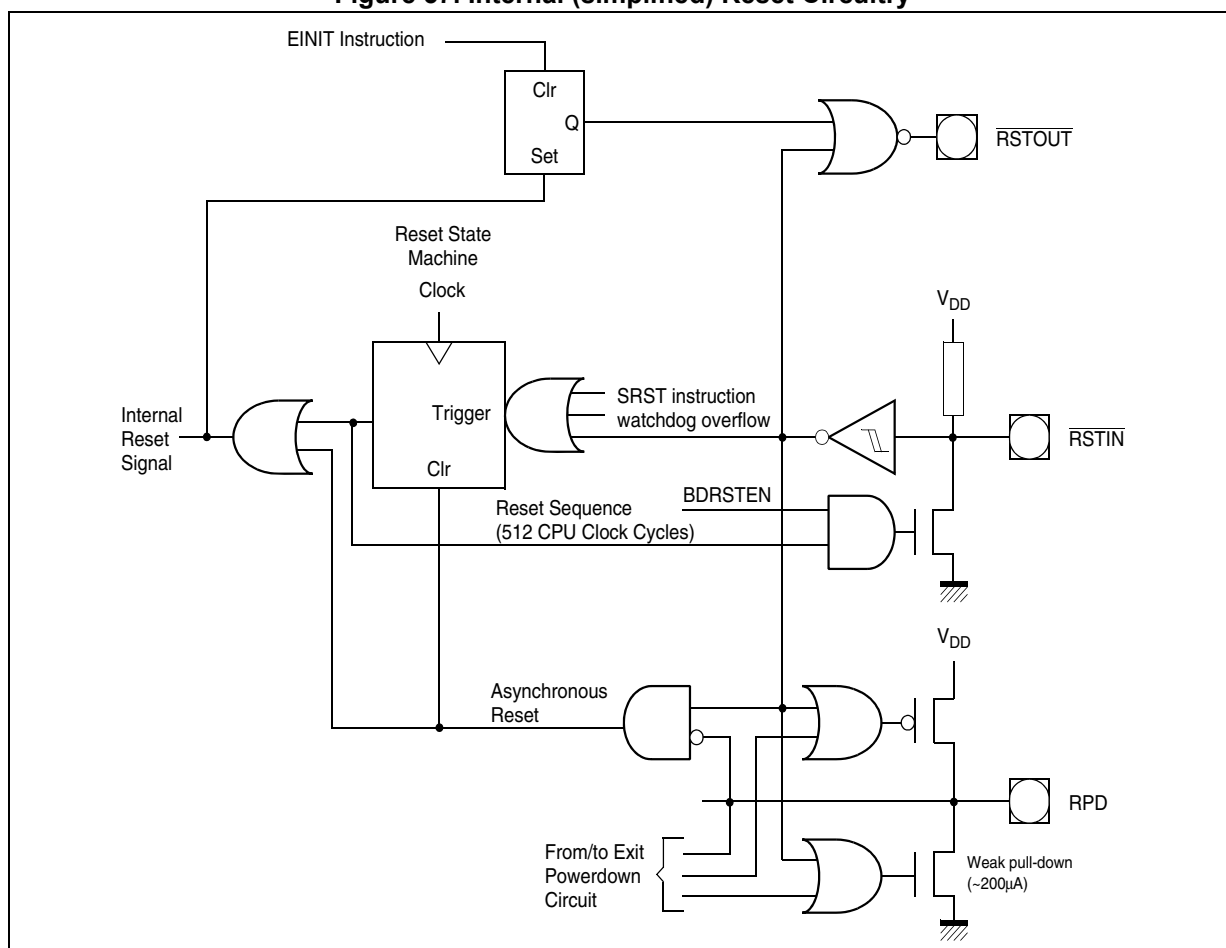 Figure 37. Internal (simplified) Reset Circuitry
EINIT Instruction
Clr
Q
Set
RSTOUT
Reset State
Machine
Clock
VDD
Trigger
SRST instruction
watchdog overflow
Internal
Reset
Signal
RSTIN
Clr
BDRSTEN
Reset Sequence
(512 CPU Clock Cycles)
VDD
Asynchronous
Reset
RPD
From/to Exit
Powerdown
Circuit
Weak pull-down
(~200µA)